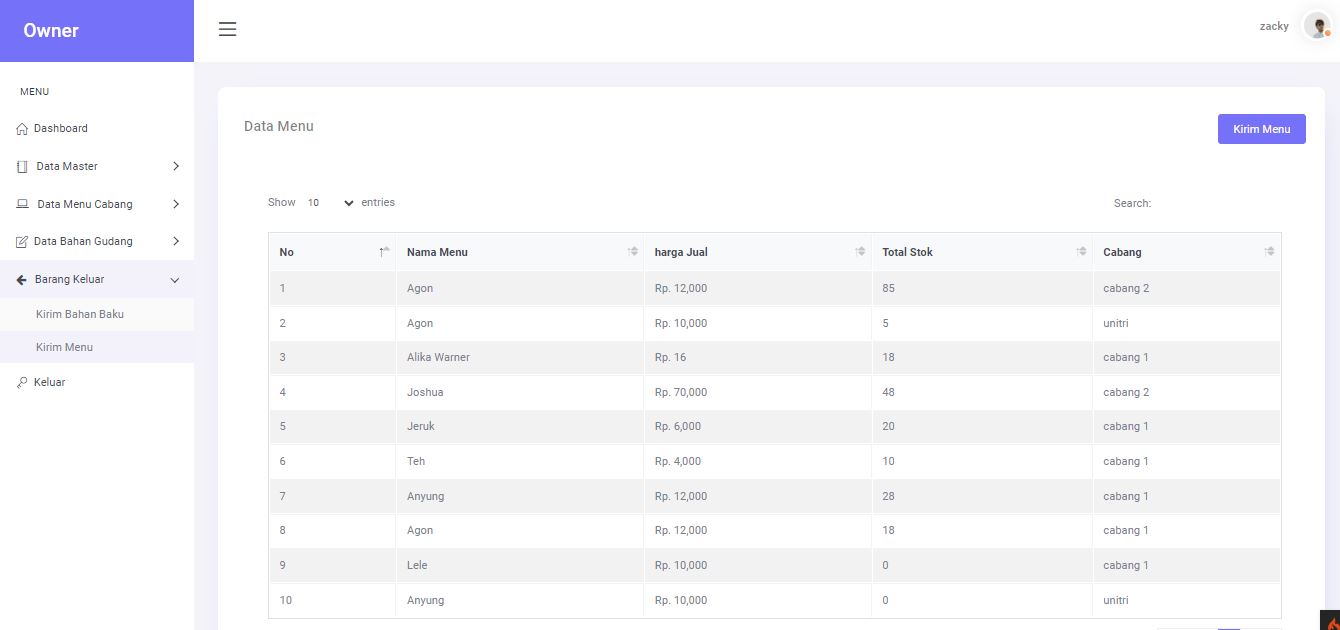 Owner
zacky
MENU
Dashboard
Data Master
Data Menu Cabang
Data Bahan Gudang
Barang Keluar
Kirim Bahan Baku
Kirim Menu
Keluar
Data Menu
Kirim Menu
Show 10 entries
Search:
No Nama Menu harga Jual Total Stok Cabang
1 Agon Rp. 12,000 85 cabang 2
2 Agon Rp. 10,000 5 unitri
3 Alika Warner Rp. 16 18 cabang 1
4 Joshua Rp. 70,000 48 cabang 2
5 Jeruk Rp. 6,000 20 cabang 1
6 Teh Rp. 4,000 10 cabang 1
7 Anyung Rp. 12,000 28 cabang 1
8 Agon Rp. 12,000 18 cabang 1
9 Lele Rp. 10,000 0 cabang 1
10 Anyung Rp. 10,000 0 unitri